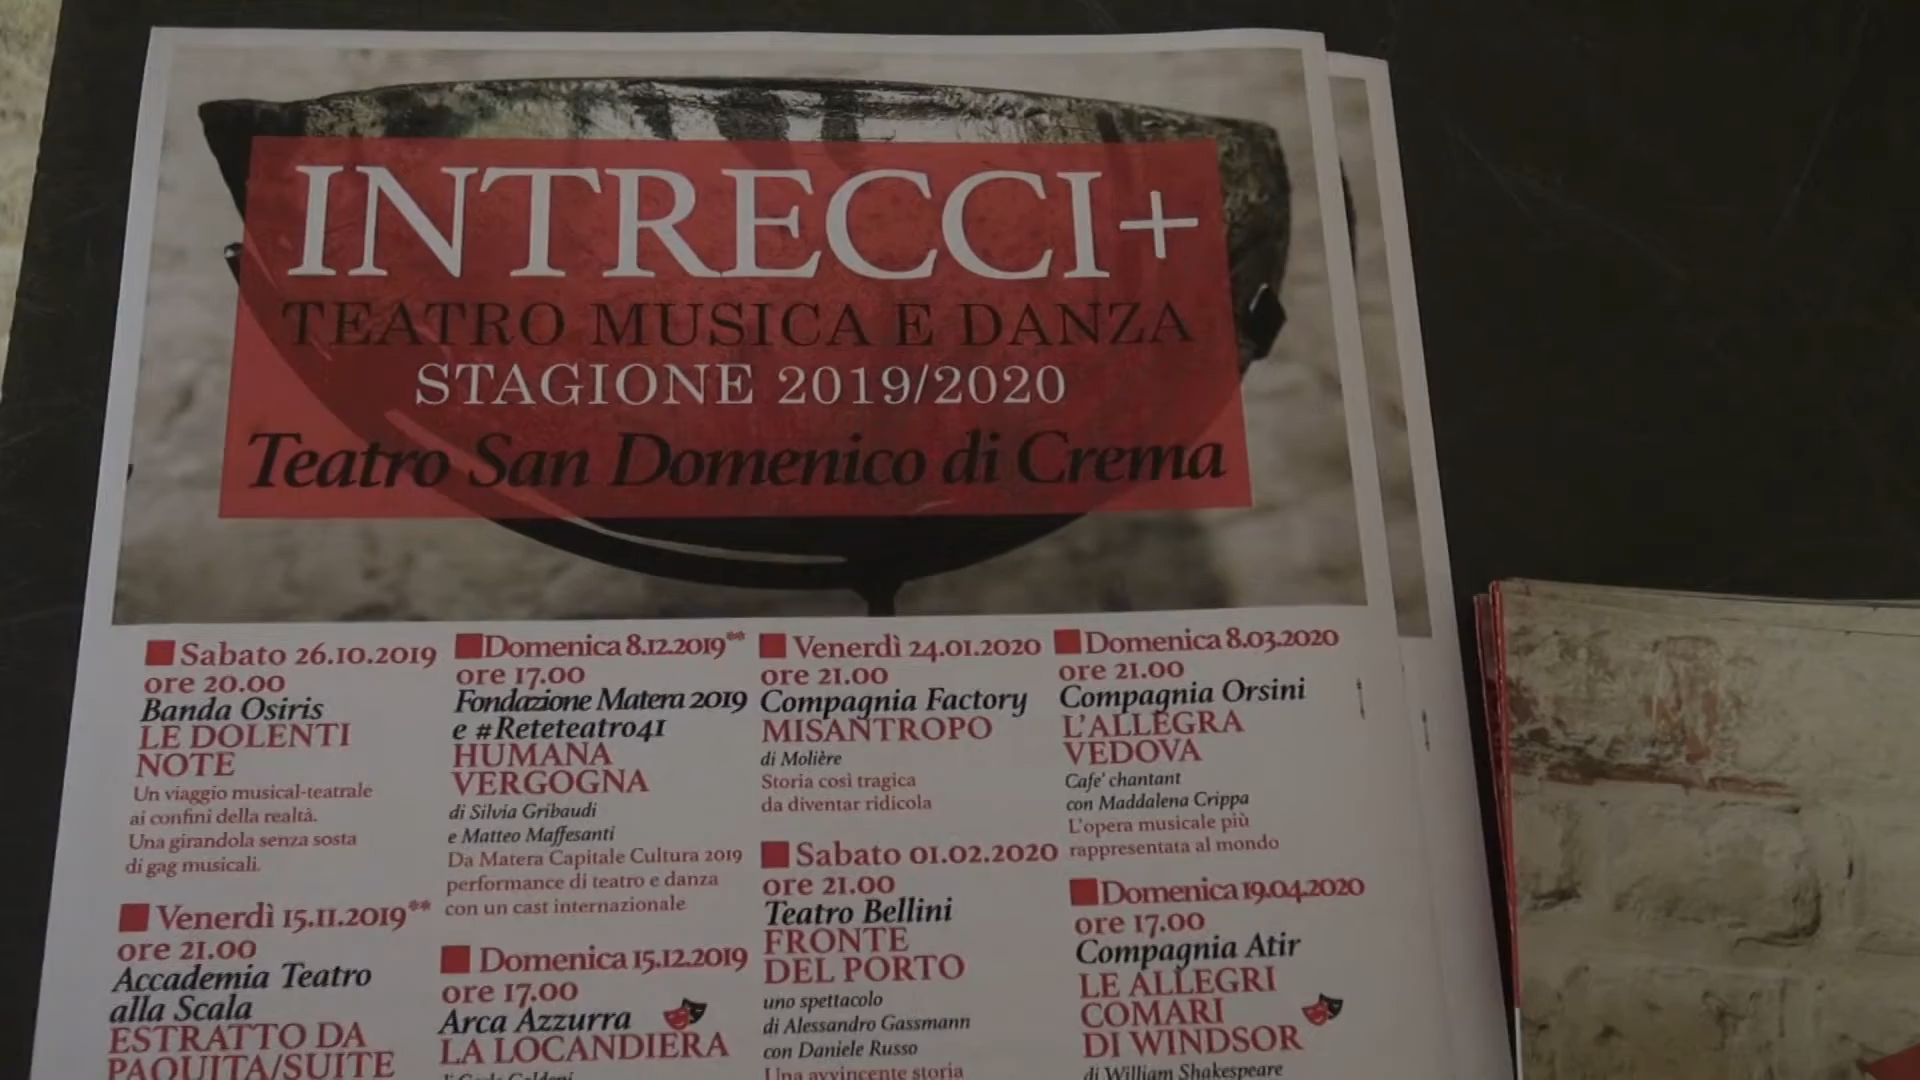 INTRECCI+
TEATRO MUSICA E DANZA
STAGIONE 2019/2020
Teatro San Domenico di Crema
Sabato 26.10.2019
ore 20.00
Banda Osiris
LE DOLENTI
NOTE
Un viaggio musical-teatrale
ai confini della realtà.
Una girandola senza sosta
di gag musicali.
Venerdì 15.11.2019**
ore 21.00
Accademia Teatro
alla Scala
ESTRATTO DA
PAQUITA/SUITE
Domenica 8.12.2019**
ore 17.00
Fondazione Matera 2019
e #Reteteatro41
HUMANA
VERGOGNA
di Silvia Gribaudi
e Matteo Maffesanti
Da Matera Capitale Cultura 2019
performance di teatro e danza
con un cast internazionale
Domenica 15.12.2019
ore 17.00
Arca Azzurra
LA LOCANDIERA
Venerdì 24.01.2020
ore 21.00
Compagnia Factory
MISANTROPO
di Molière
Storia così tragica
da diventar ridicola
Sabato 01.02.2020
ore 21.00
Teatro Bellini
FRONTE
DEL PORTO
uno spettacolo
di Alessandro Gassmann
con Daniele Russo
Una avvincente storia
Domenica 8.03.2020
ore 21.00
Compagnia Orsini
L'ALLEGRA
VEDOVA
Cafe' chantant
con Maddalena Crippa
L'opera musicale più
rappresentata al mondo
Domenica 19.04.2020
ore 17.00
Compagnia Atir
LE ALLEGRI
COMARI
DI WINDSOR
di William Shakespeare